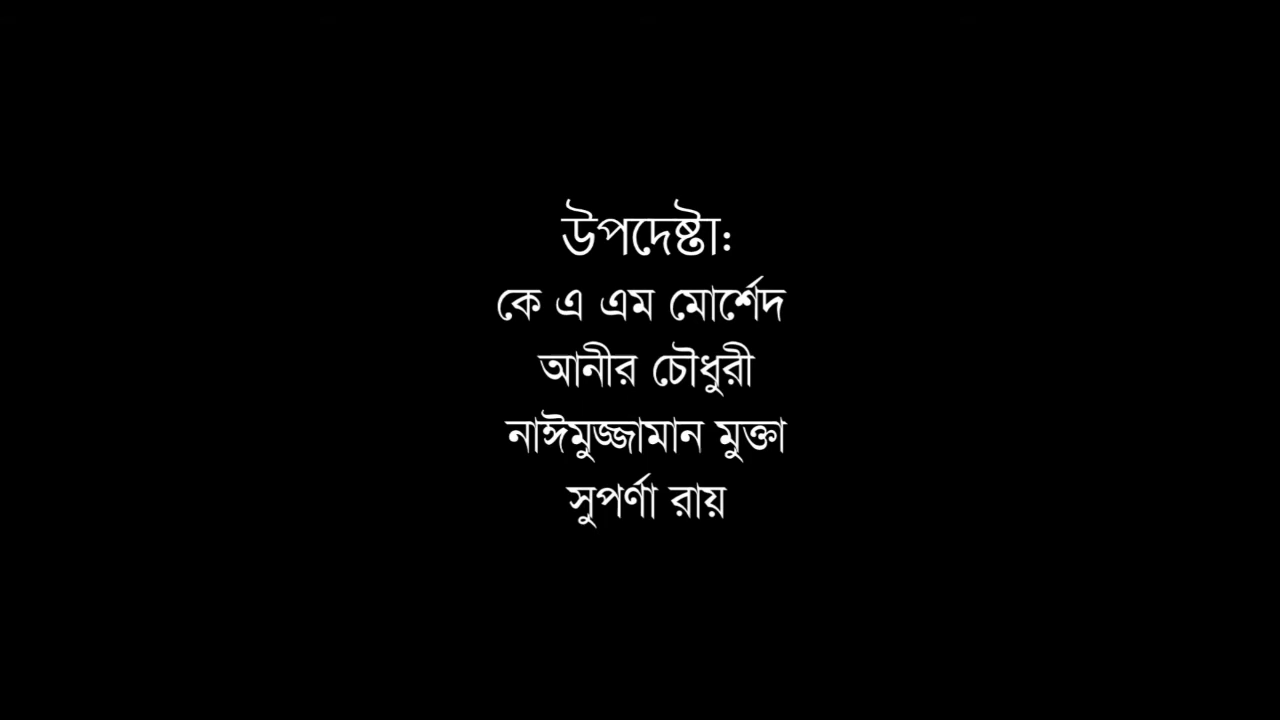 উপদেষ্টা:
কে এ এম মোর্শেদ
আনীর চৌধুরী
নাঈমুজ্জামান মুক্তা
সুপর্ণা রায়